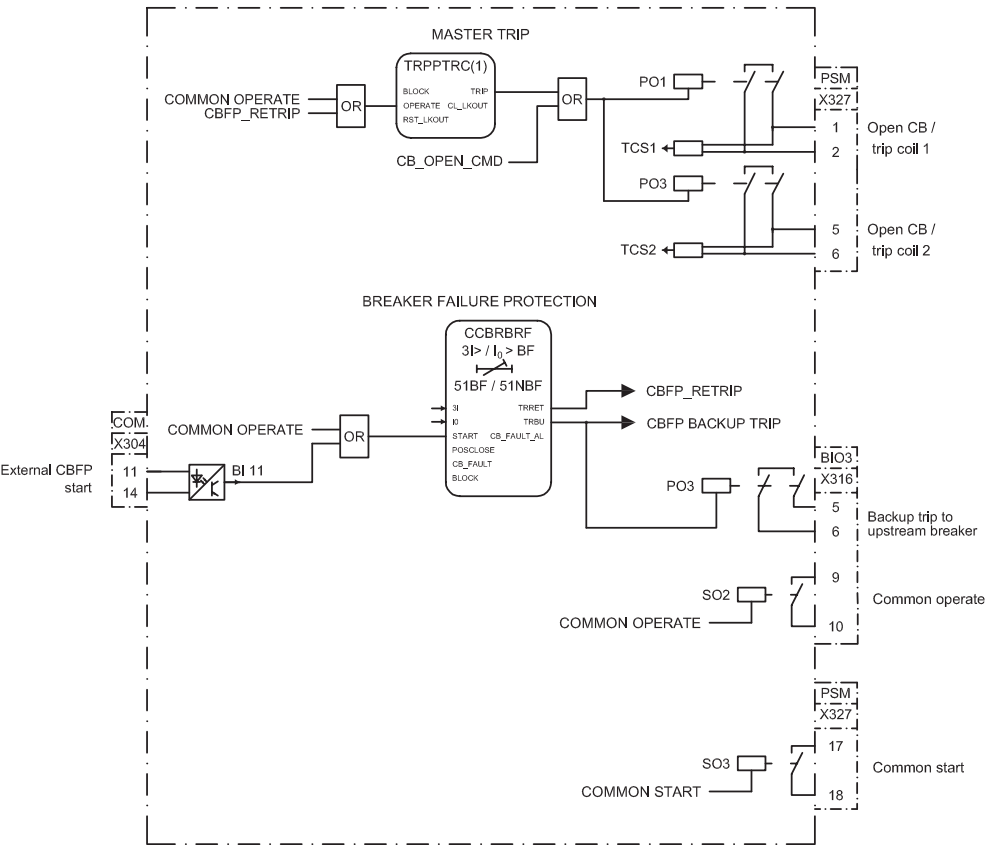 MASTER TRIP
TRPPTRC(1)
BLOCK TRIP
OPERATE CL_LKOUT
RST_LKOUT
COMMON OPERATE
CBFP_RETRIP
OR
OR
CB_OPEN_CMD
PO1
TCS1
PO3
TCS2
PSM
X327
1
2
Open CB /
trip coil 1
5
6
Open CB /
trip coil 2
BREAKER FAILURE PROTECTION
CCBRBRF
3I> / I0 > BF
51BF / 51NBF
3I TRRET
I0 TRBU
START CB_FAULT_AL
POSCLOSE
CB_FAULT
BLOCK
CBFP_RETRIP
CBFP BACKUP TRIP
COMMON OPERATE
OR
COM
X304
External CBFP
start
11
14
BI 11
PO3
BIO3
X316
5
6
Backup trip to
upstream breaker
SO2
COMMON OPERATE
9
10
Common operate
PSM
X327
SO3
COMMON START
17
18
Common start